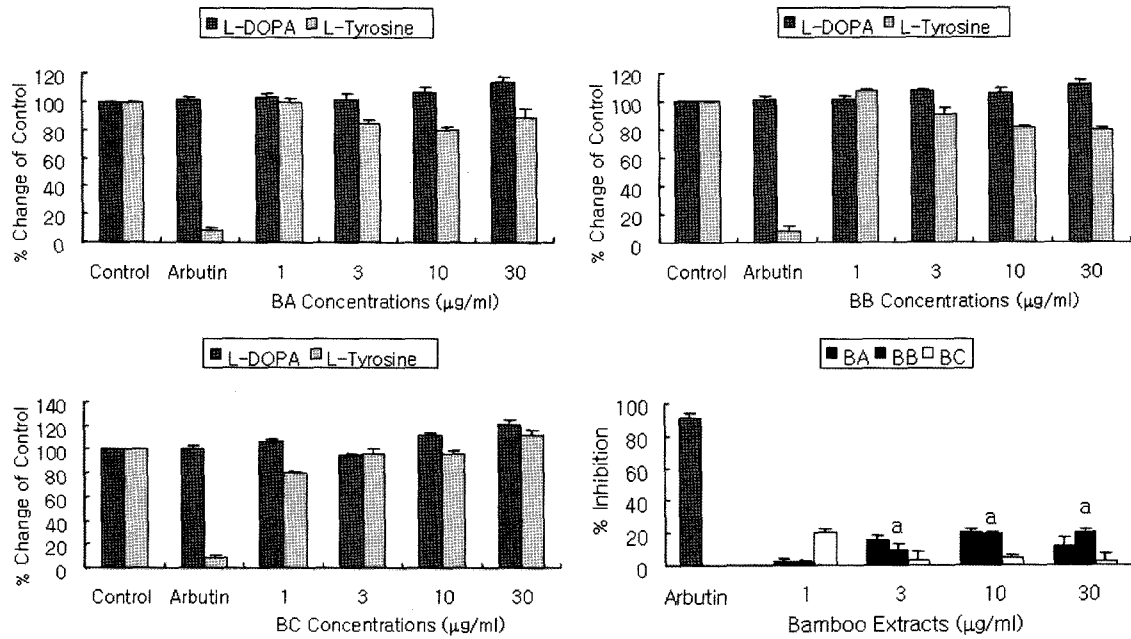 L-DOPA L-Tyrosine
% Change of Control
120
100
80
60
40
20
0
Control Arbutin 1 3 10 30
BA Concentrations (µg/ml)
L-DOPA L-Tyrosine
% Change of Control
120
100
80
60
40
20
0
Control Arbutin 1 3 10 30
BB Concentrations (µg/ml)
L-DOPA L-Tyrosine
% Change of Control
140
120
100
80
60
40
20
0
Control Arbutin 1 3 10 30
BC Concentrations (µg/ml)
BA BB BC
% Inhibition
100
80
60
40
20
0
a a a
Arbutin 1 3 10 30
Bamboo Extracts (µg/ml)